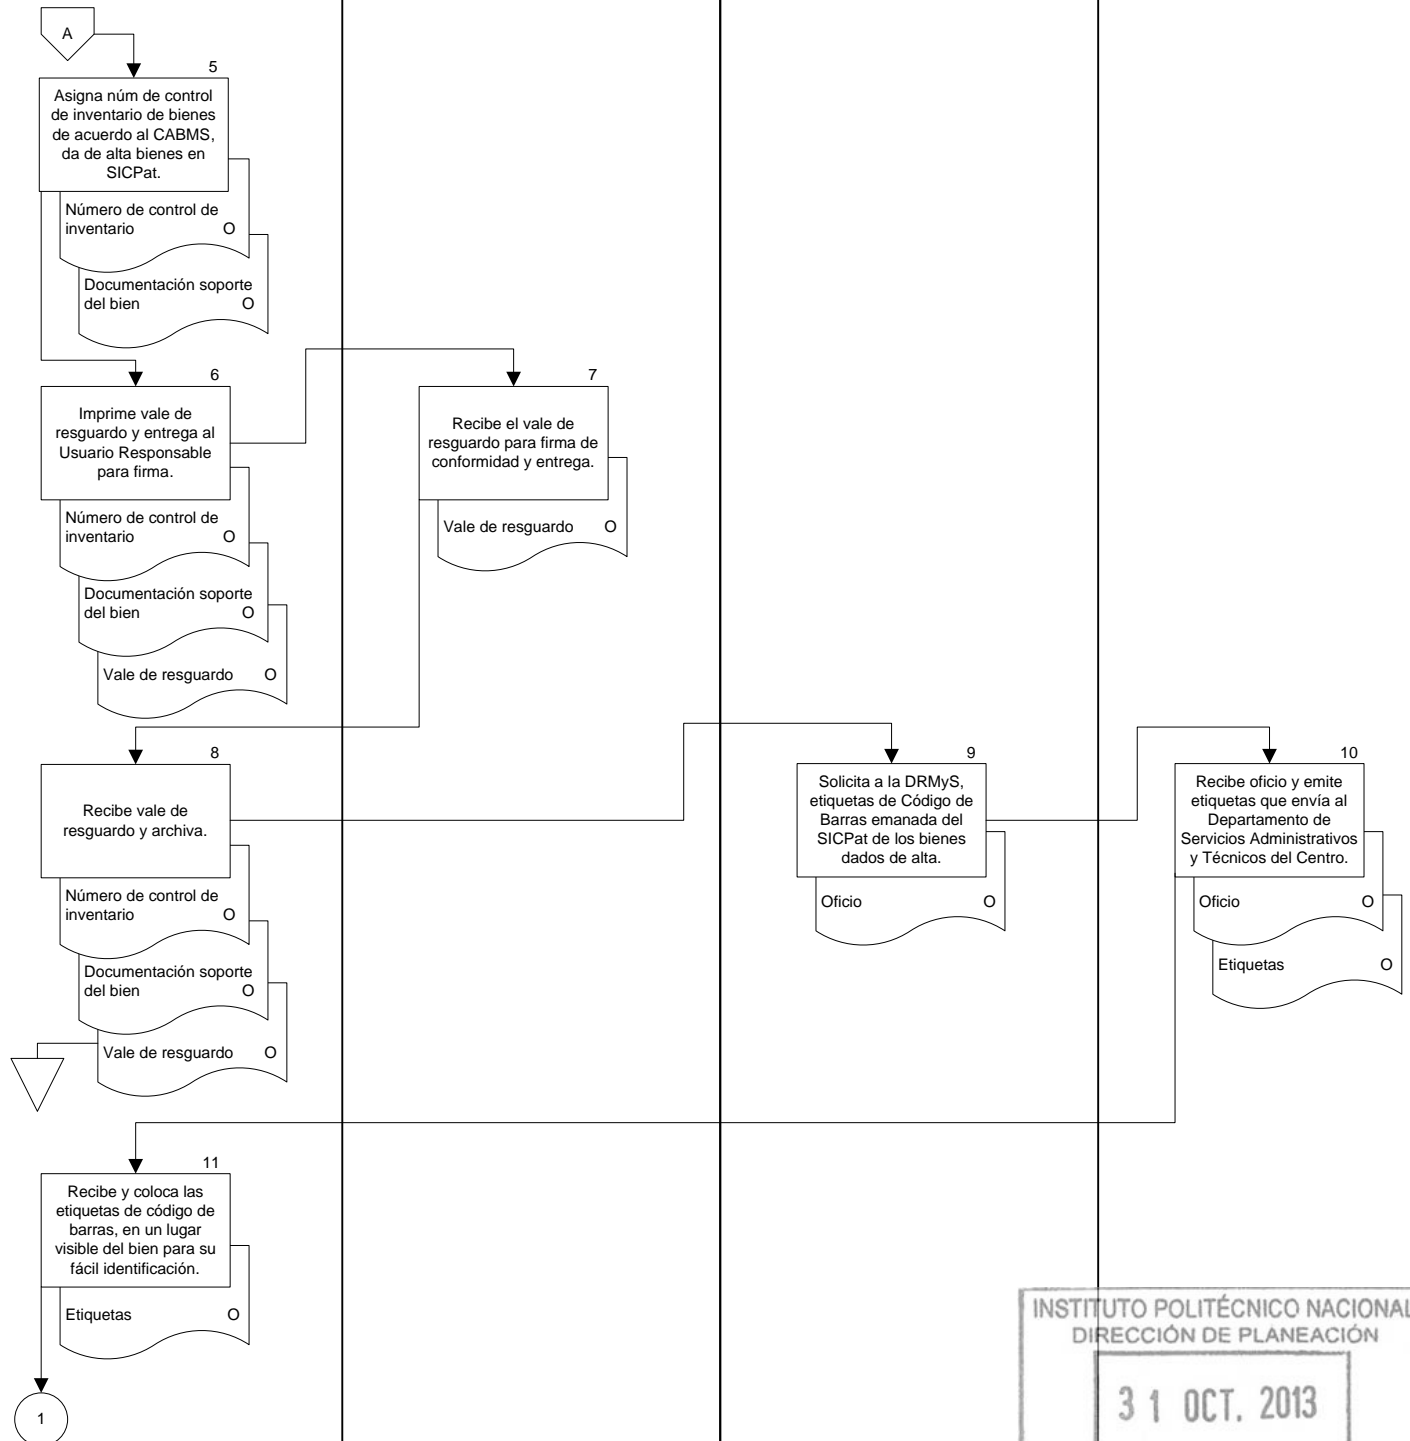 A
5
Asigna núm de control
de inventario de bienes
de acuerdo al CABMS,
da de alta bienes en
SICPat.
Número de control de
inventario O
Documentación soporte
del bien O
6
Imprime vale de
resguardo y entrega al
Usuario Responsable
para firma.
Número de control de
inventario O
Documentación soporte
del bien O
Vale de resguardo O
7
Recibe el vale de
resguardo para firma de
conformidad y entrega.
Vale de resguardo O
8
Recibe vale de
resguardo y archiva.
Número de control de
inventario O
Documentación soporte
del bien O
Vale de resguardo O
9
Solicita a la DRMyS,
etiquetas de Código de
Barras emanada del
SICPat de los bienes
dados de alta.
Oficio O
10
Recibe oficio y emite
etiquetas que envía al
Departamento de
Servicios Administrativos
y Técnicos del Centro.
Oficio O
Etiquetas O
11
Recibe y coloca las
etiquetas de código de
barras, en un lugar
visible del bien para su
fácil identificación.
Etiquetas O
1
INSTITUTO POLITÉCNICO NACIONAL
DIRECCIÓN DE PLANEACIÓN
31 OCT. 2013